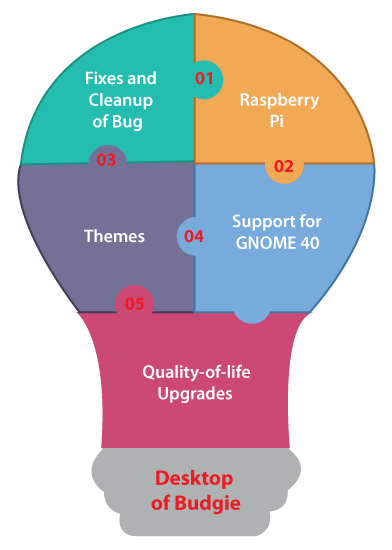 Fixes and
Cleanup
of Bug
01
Raspberry
Pi
03
02
Themes
04
Support for
GNOME 40
05
Quality-of-life
Upgrades
Desktop
of Budgie